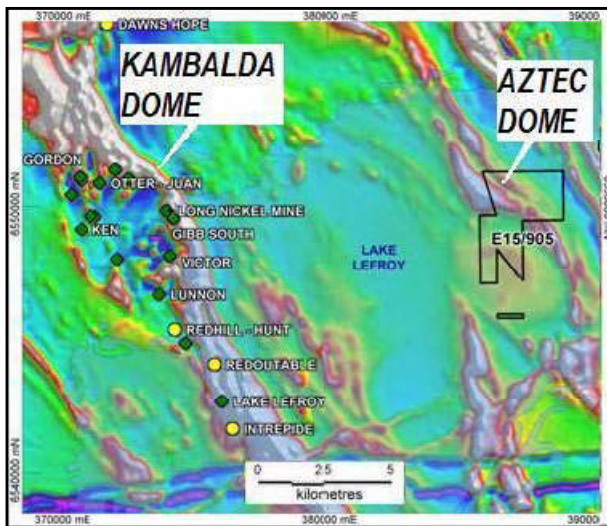 370000 mE
380000 mE
39000
DAWNS HOPE
KAMBALDA
DOME
AZTEC
DOME
GORDON
OTTER - JUAN
6550000 mN
LONG NICKEL MINE
KEN
GIBB SOUTH
E15/905
LAKE
LEFROY
VICTOR
LUNNON
REDHILL - HUNT
REDOUTABLE
LAKE LEFROY
INTREPIDE
6540000 mN
0 2.5 5
kilometres
370000 mE
380000 mE
39000